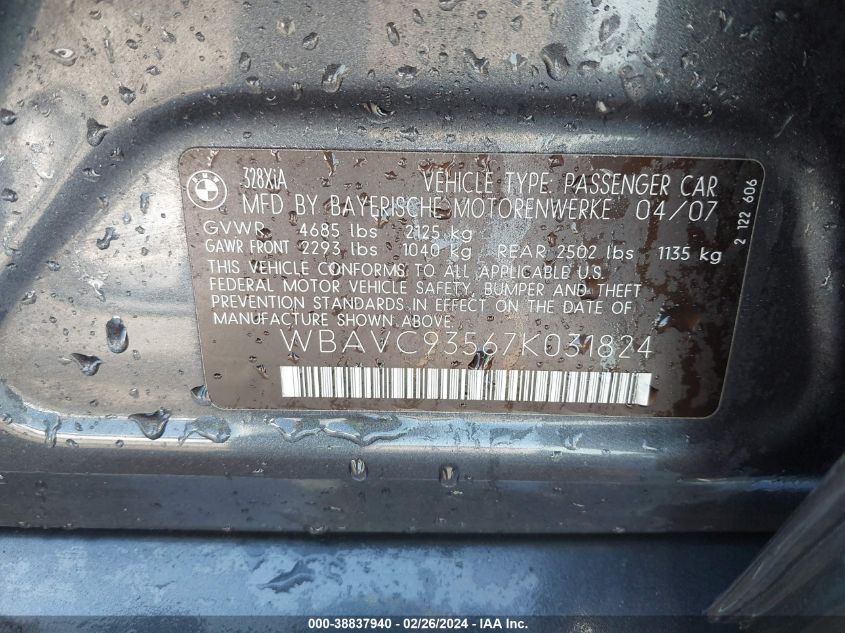 BMW
328XiA VEHICLE TYPE: PASSENGER CAR
MFD BY BAYERISCHE MOTORENWERKE 04/07
GVWR 4685 lbs 2125 kg
GAWR FRONT 2293 lbs 1040 kg REAR 2502 lbs 1135 kg
THIS VEHICLE CONFORMS TO ALL APPLICABLE U.S.
FEDERAL MOTOR VEHICLE SAFETY, BUMPER AND THEFT
PREVENTION STANDARDS IN EFFECT ON THE DATE OF
MANUFACTURE SHOWN ABOVE.
WBAVC93567K031824
2 122 606
000-38837940 - 02/26/2024 - IAA Inc.